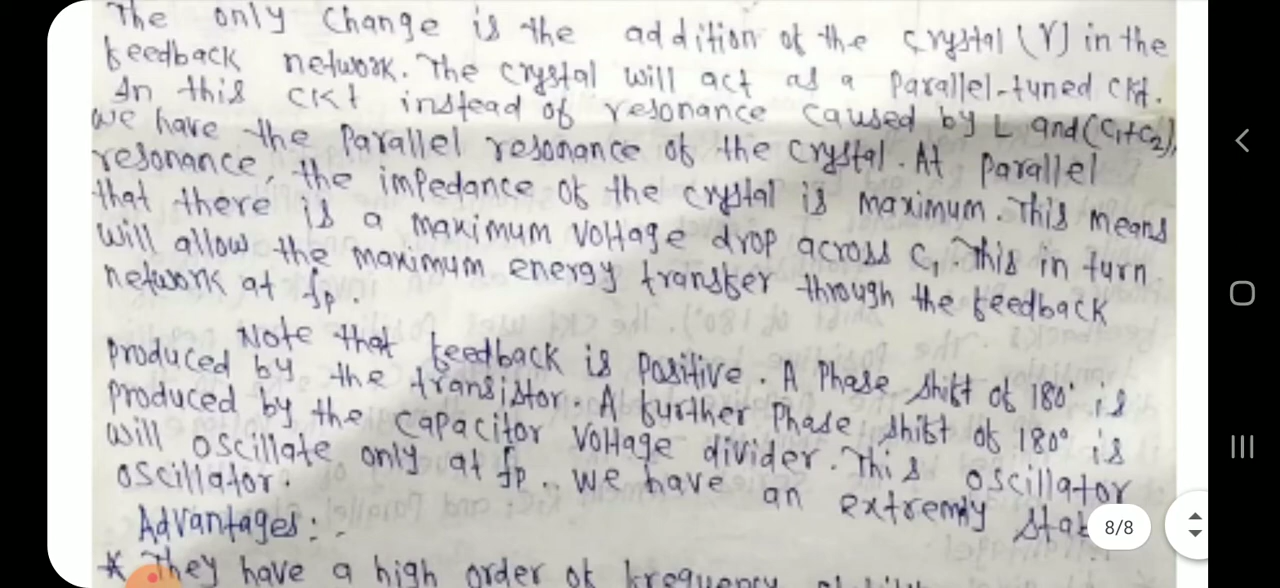 The only change is the addition of the crystal (Y) in the
feedback network. The crystal will act as a Parallel-tuned ckt.
In this ckt instead of resonance caused by L and (C1+C2),
we have the Parallel resonance of the crystal. At Parallel
resonance, the impedance of the crystal is maximum. This means
that there is a maximum voltage drop across C1. This in turn
will allow the maximum energy transfer through the feedback
network at fp.
Note that feedback is Positive. A Phase shift of 180° is
Produced by the transistor. A further Phase shift of 180° is
Produced by the capacitor voltage divider. This oscillator
will oscillate only at fp. We have an extremly
oscillator.
Advantages:-
8/8
* They have a high order of frequency